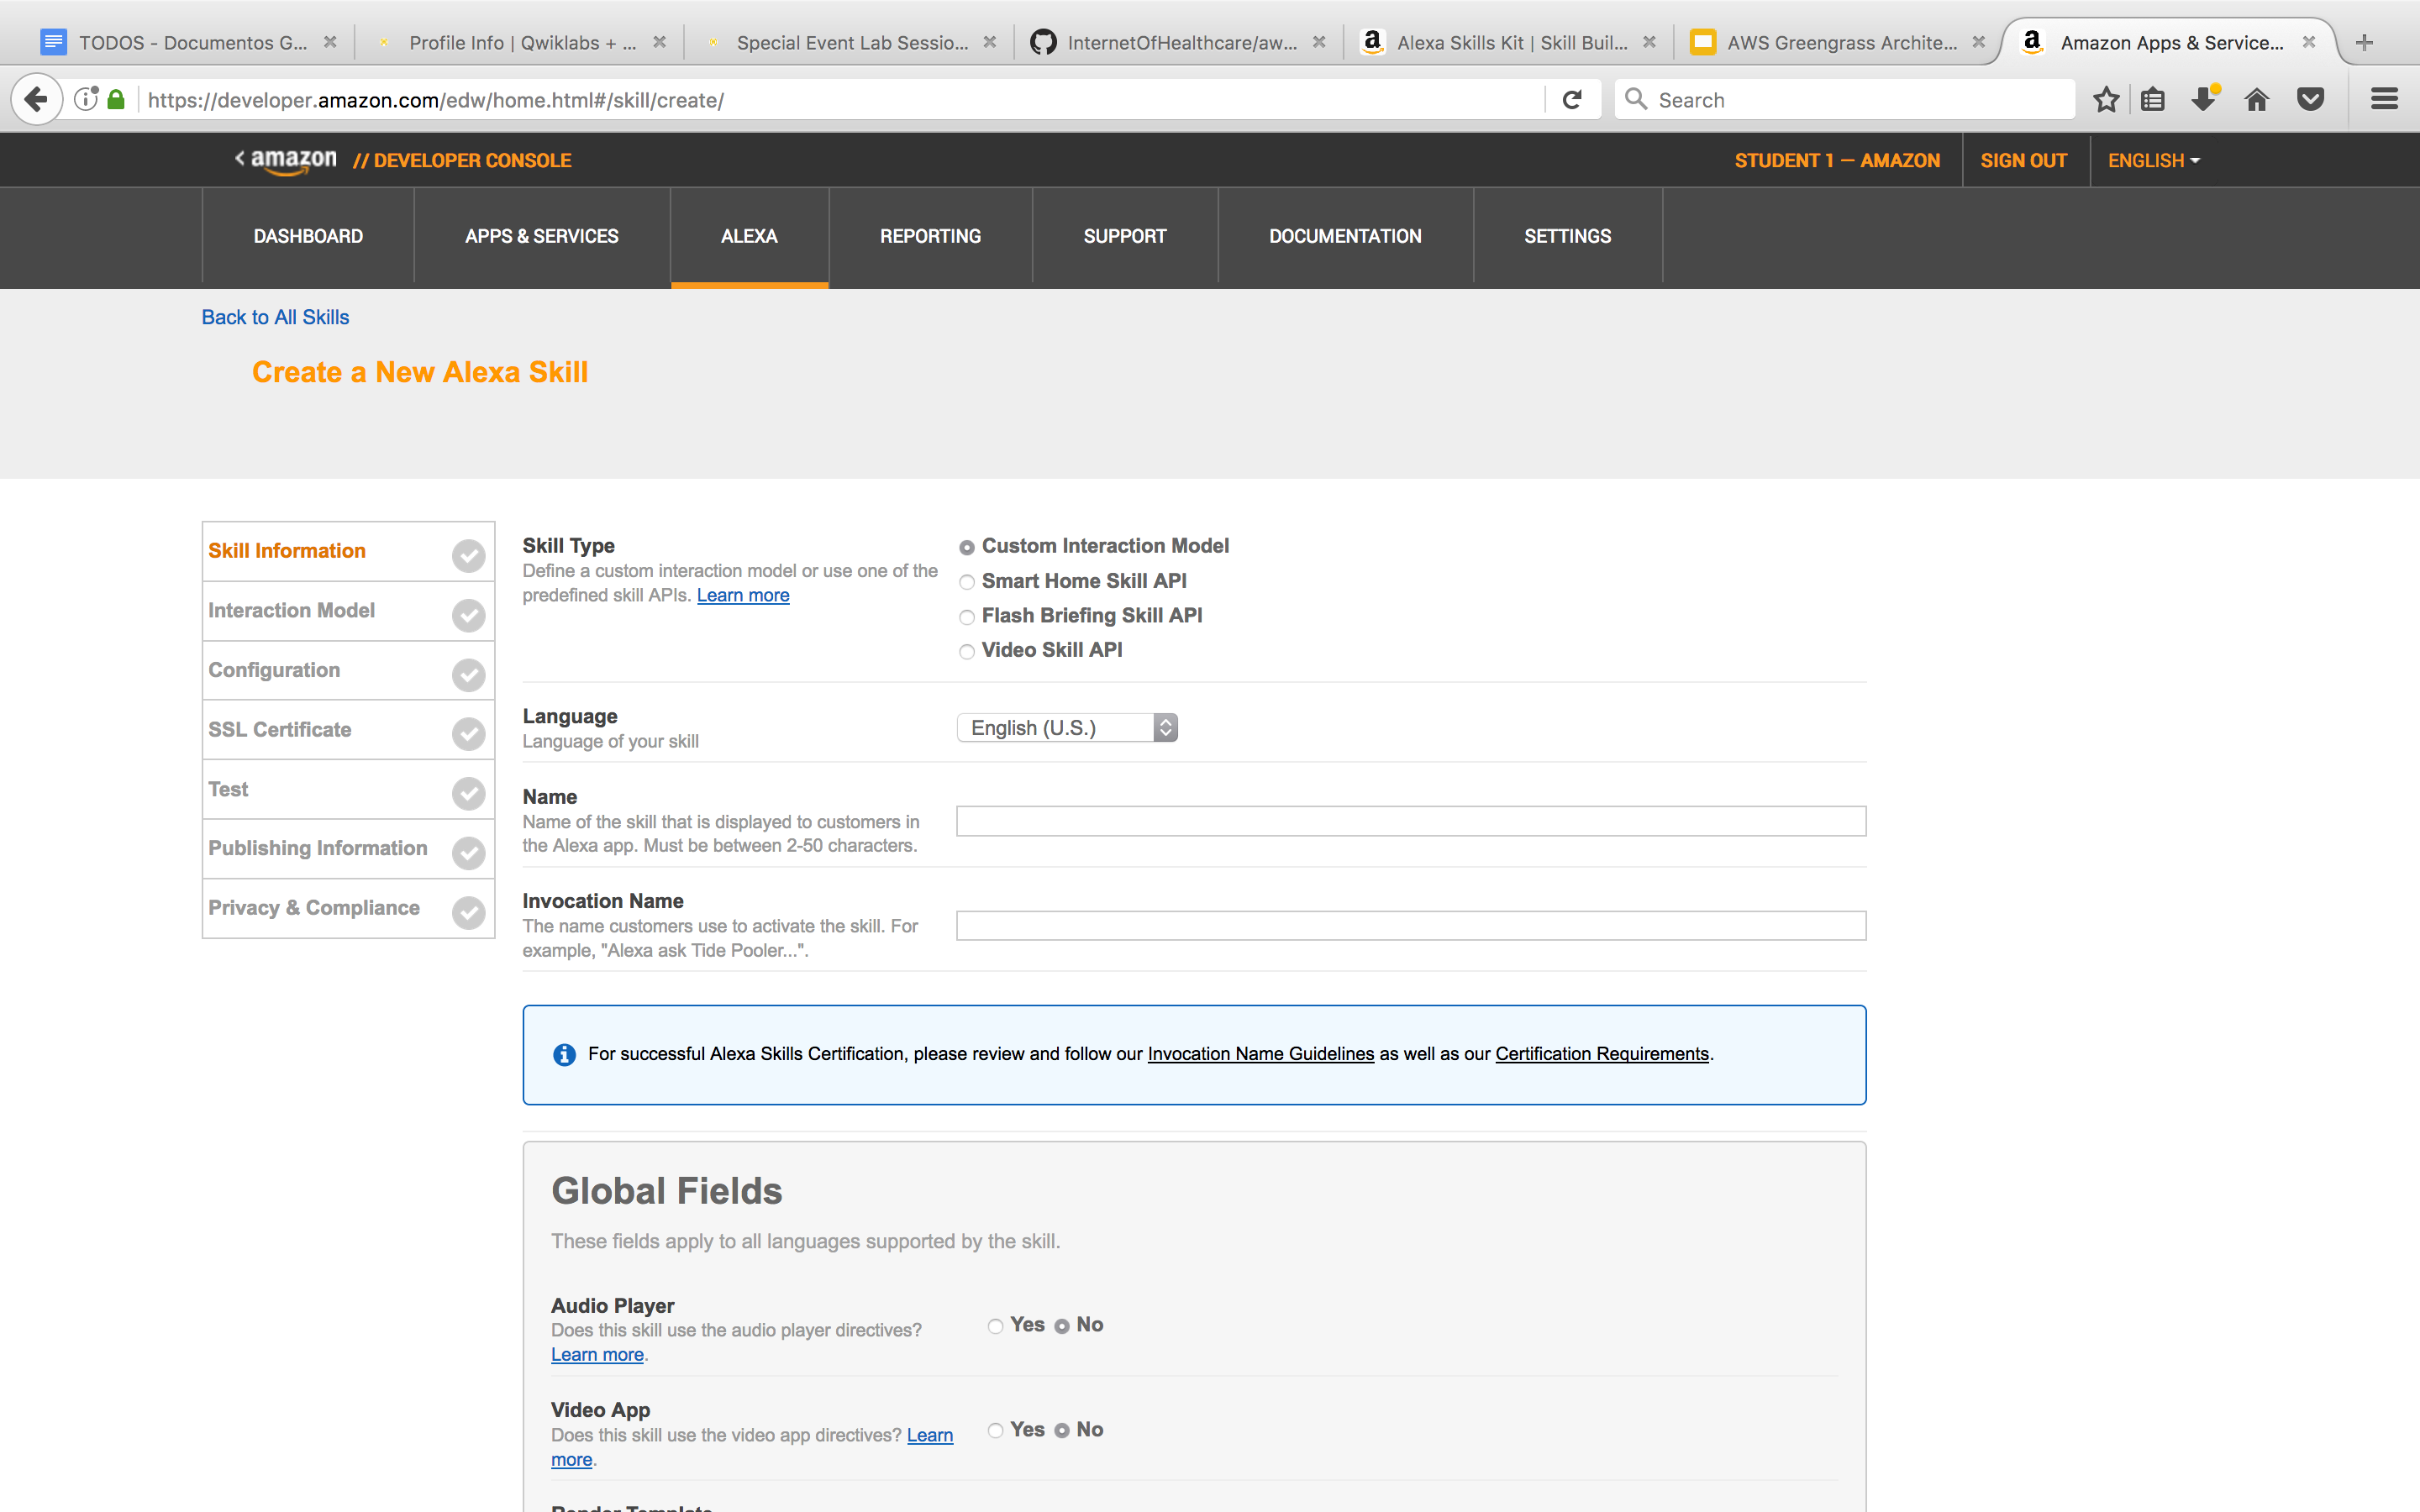 TODOS - Documentos G...
Profile Info | Qwiklabs + ...
Special Event Lab Sessio...
InternetOfHealthcare/aw...
Alexa Skills Kit | Skill Buil...
AWS Greengrass Archite...
Amazon Apps & Service...
https://developer.amazon.com/edw/home.html#/skill/create/
Search
< amazon // DEVELOPER CONSOLE
STUDENT 1 — AMAZON
SIGN OUT
ENGLISH
DASHBOARD
APPS & SERVICES
ALEXA
REPORTING
SUPPORT
DOCUMENTATION
SETTINGS
Back to All Skills
Create a New Alexa Skill
Skill Information
Interaction Model
Configuration
SSL Certificate
Test
Publishing Information
Privacy & Compliance
Skill Type
Define a custom interaction model or use one of the
predefined skill APIs. Learn more
Custom Interaction Model
Smart Home Skill API
Flash Briefing Skill API
Video Skill API
Language
Language of your skill
English (U.S.)
Name
Name of the skill that is displayed to customers in
the Alexa app. Must be between 2-50 characters.
Invocation Name
The name customers use to activate the skill. For
example, "Alexa ask Tide Pooler...".
For successful Alexa Skills Certification, please review and follow our Invocation Name Guidelines as well as our Certification Requirements.
Global Fields
These fields apply to all languages supported by the skill.
Audio Player
Does this skill use the audio player directives?
Learn more.
Yes No
Video App
Does this skill use the video app directives? Learn
more.
Yes No
Render Template